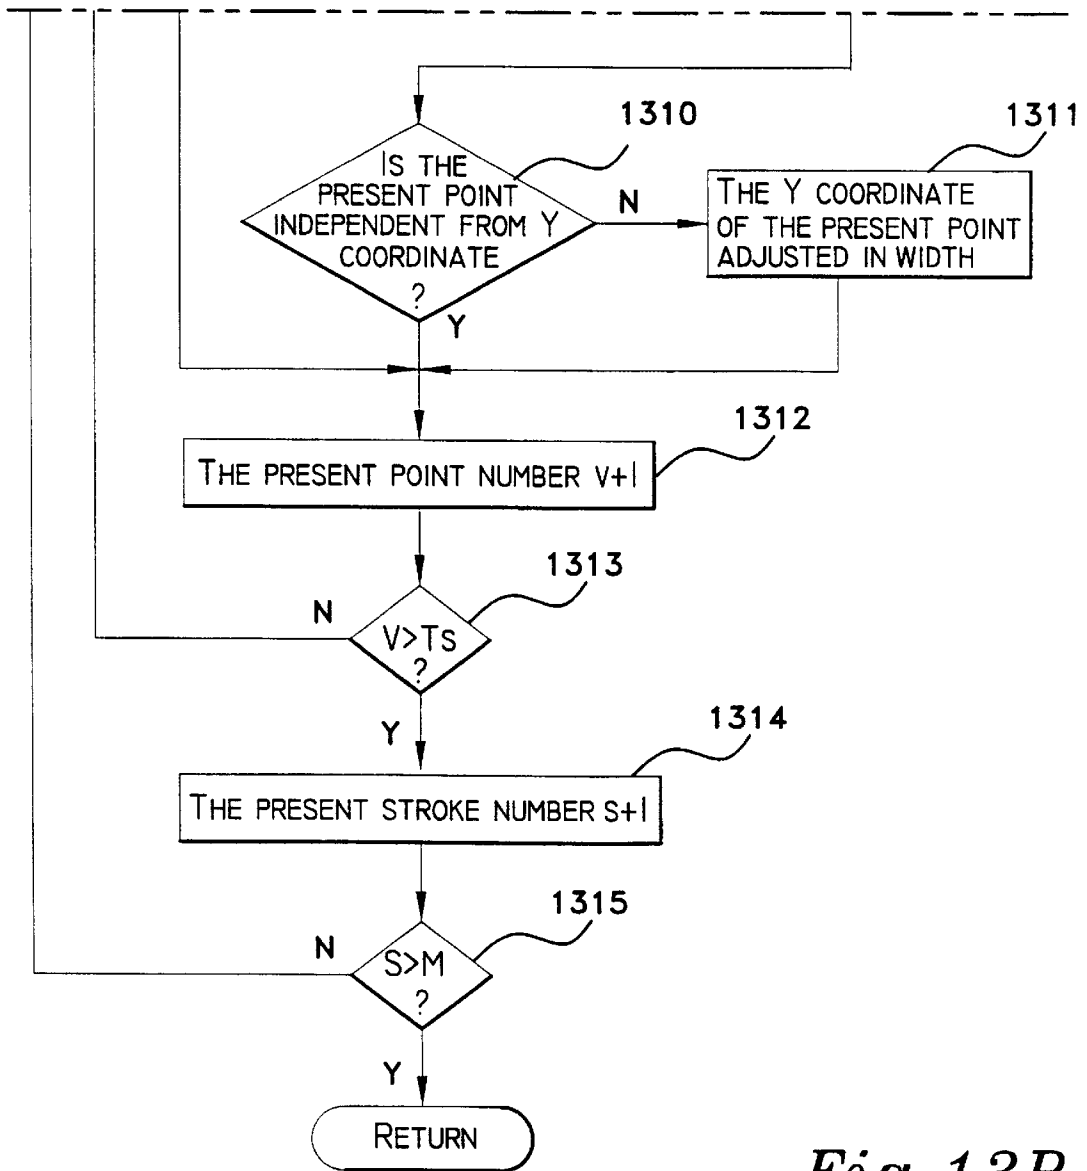 1310
1311
IS THE
PRESENT POINT
INDEPENDENT FROM Y
COORDINATE
?
N
THE Y COORDINATE
OF THE PRESENT POINT
ADJUSTED IN WIDTH
Y
1312
THE PRESENT POINT NUMBER V+1
1313
N
V>TS
?
Y
1314
THE PRESENT STROKE NUMBER S+1
1315
N
S>M
?
Y
RETURN